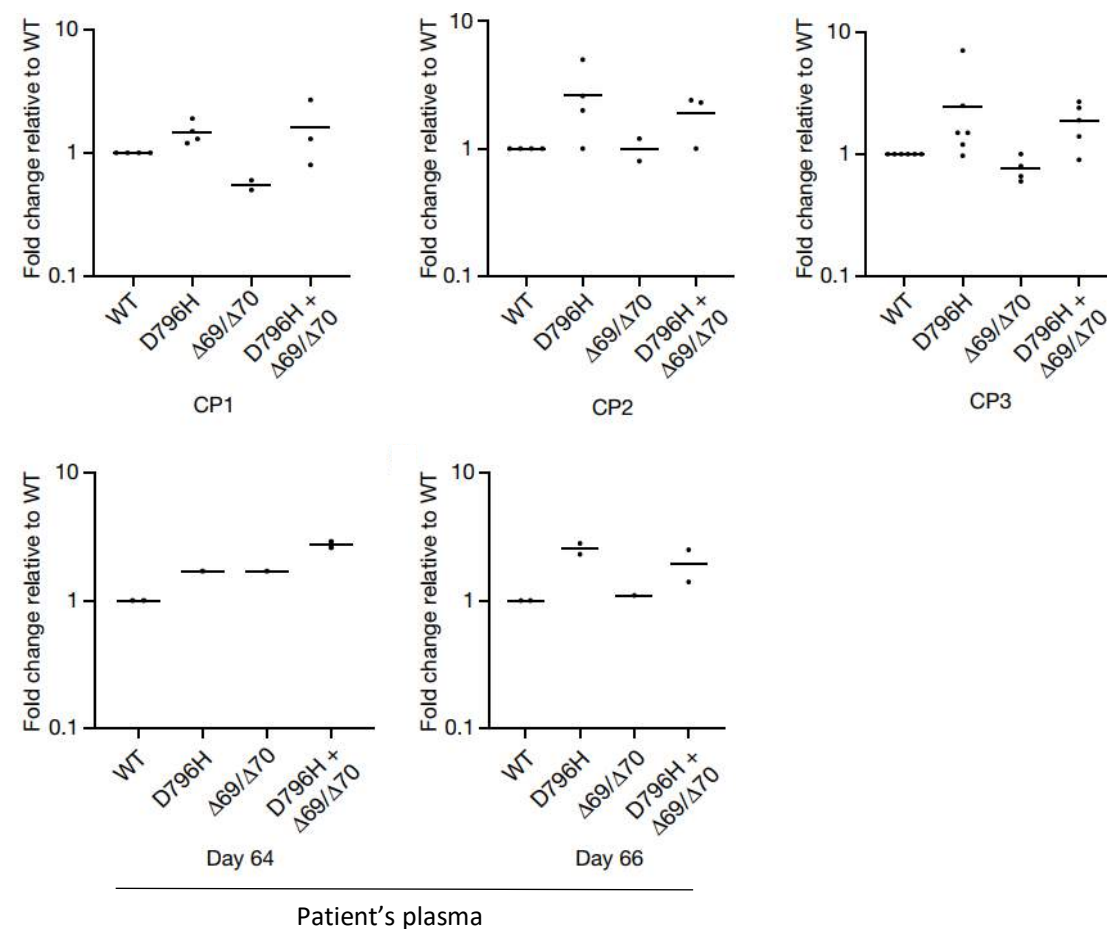 Fold change relative to WT
10
1
0.1
WT
D796H
Δ69/Δ70
D796H +
Δ69/Δ70
CP1
Fold change relative to WT
10
1
0.1
WT
D796H
Δ69/Δ70
D796H +
Δ69/Δ70
CP2
Fold change relative to WT
10
1
0.1
WT
D796H
Δ69/Δ70
D796H +
Δ69/Δ70
CP3
Fold change relative to WT
10
1
0.1
WT
D796H
Δ69/Δ70
D796H +
Δ69/Δ70
Day 64
Fold change relative to WT
10
1
0.1
WT
D796H
Δ69/Δ70
D796H +
Δ69/Δ70
Day 66
Patient’s plasma